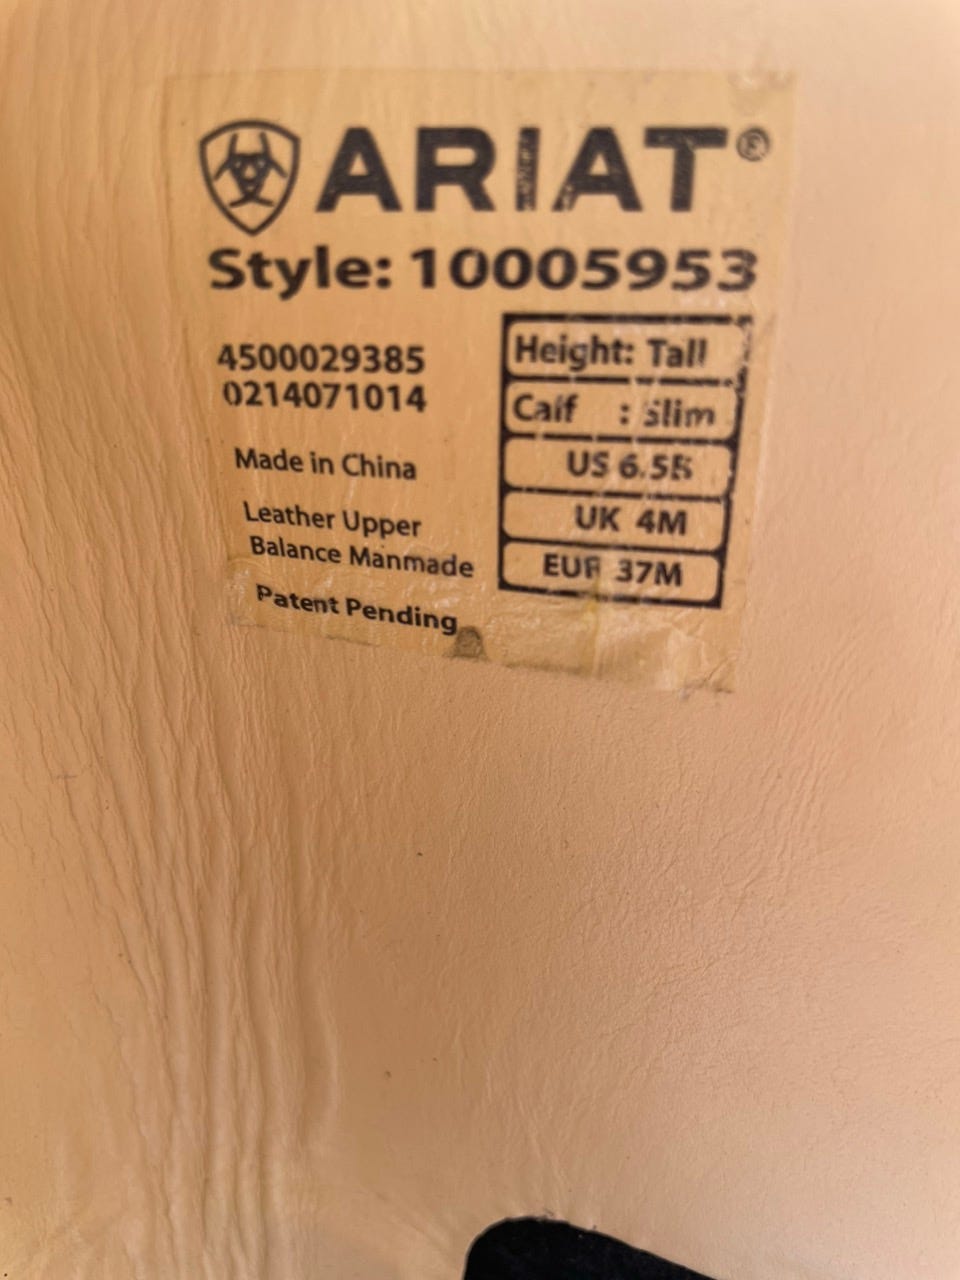 ARIAT®
Style: 10005953
4500029385
0214071014
Made in China
Leather Upper
Balance Manmade
Patent Pending
Height: Tall
Calf : Slim
US 6.5B
UK 4M
EUR 37M